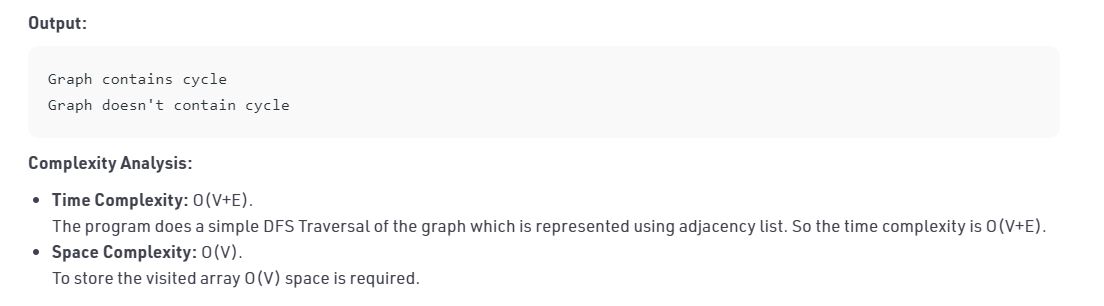 Output:
Graph contains cycle
Graph doesn't contain cycle
Complexity Analysis:
• Time Complexity: O(V+E).
The program does a simple DFS Traversal of the graph which is represented using adjacency list. So the time complexity is O(V+E).
• Space Complexity: O(V).
To store the visited array O(V) space is required.